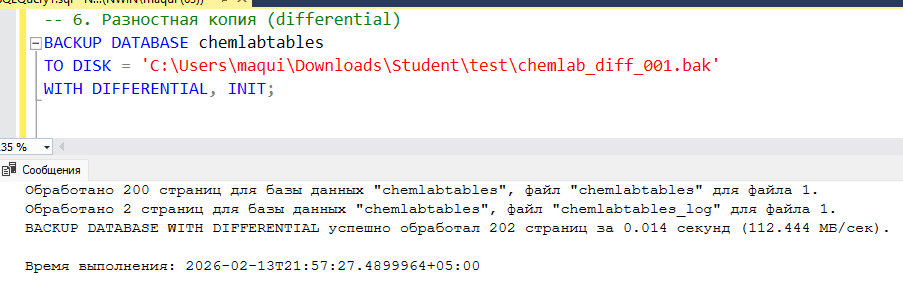 -- 6. Разностная копия (differential)
BACKUP DATABASE chemlabtables
TO DISK = 'C:\Users\maqui\Downloads\Student\test\chemlab_diff_001.bak'
WITH DIFFERENTIAL, INIT;
35 %
Сообщения
Обработано 200 страниц для базы данных "chemlabtables", файл "chemlabtables" для файла 1.
Обработано 2 страниц для базы данных "chemlabtables", файл "chemlabtables_log" для файла 1.
BACKUP DATABASE WITH DIFFERENTIAL успешно обработал 202 страниц за 0.014 секунд (112.444 МБ/сек).
Время выполнения: 2026-02-13T21:57:27.4899964+05:00